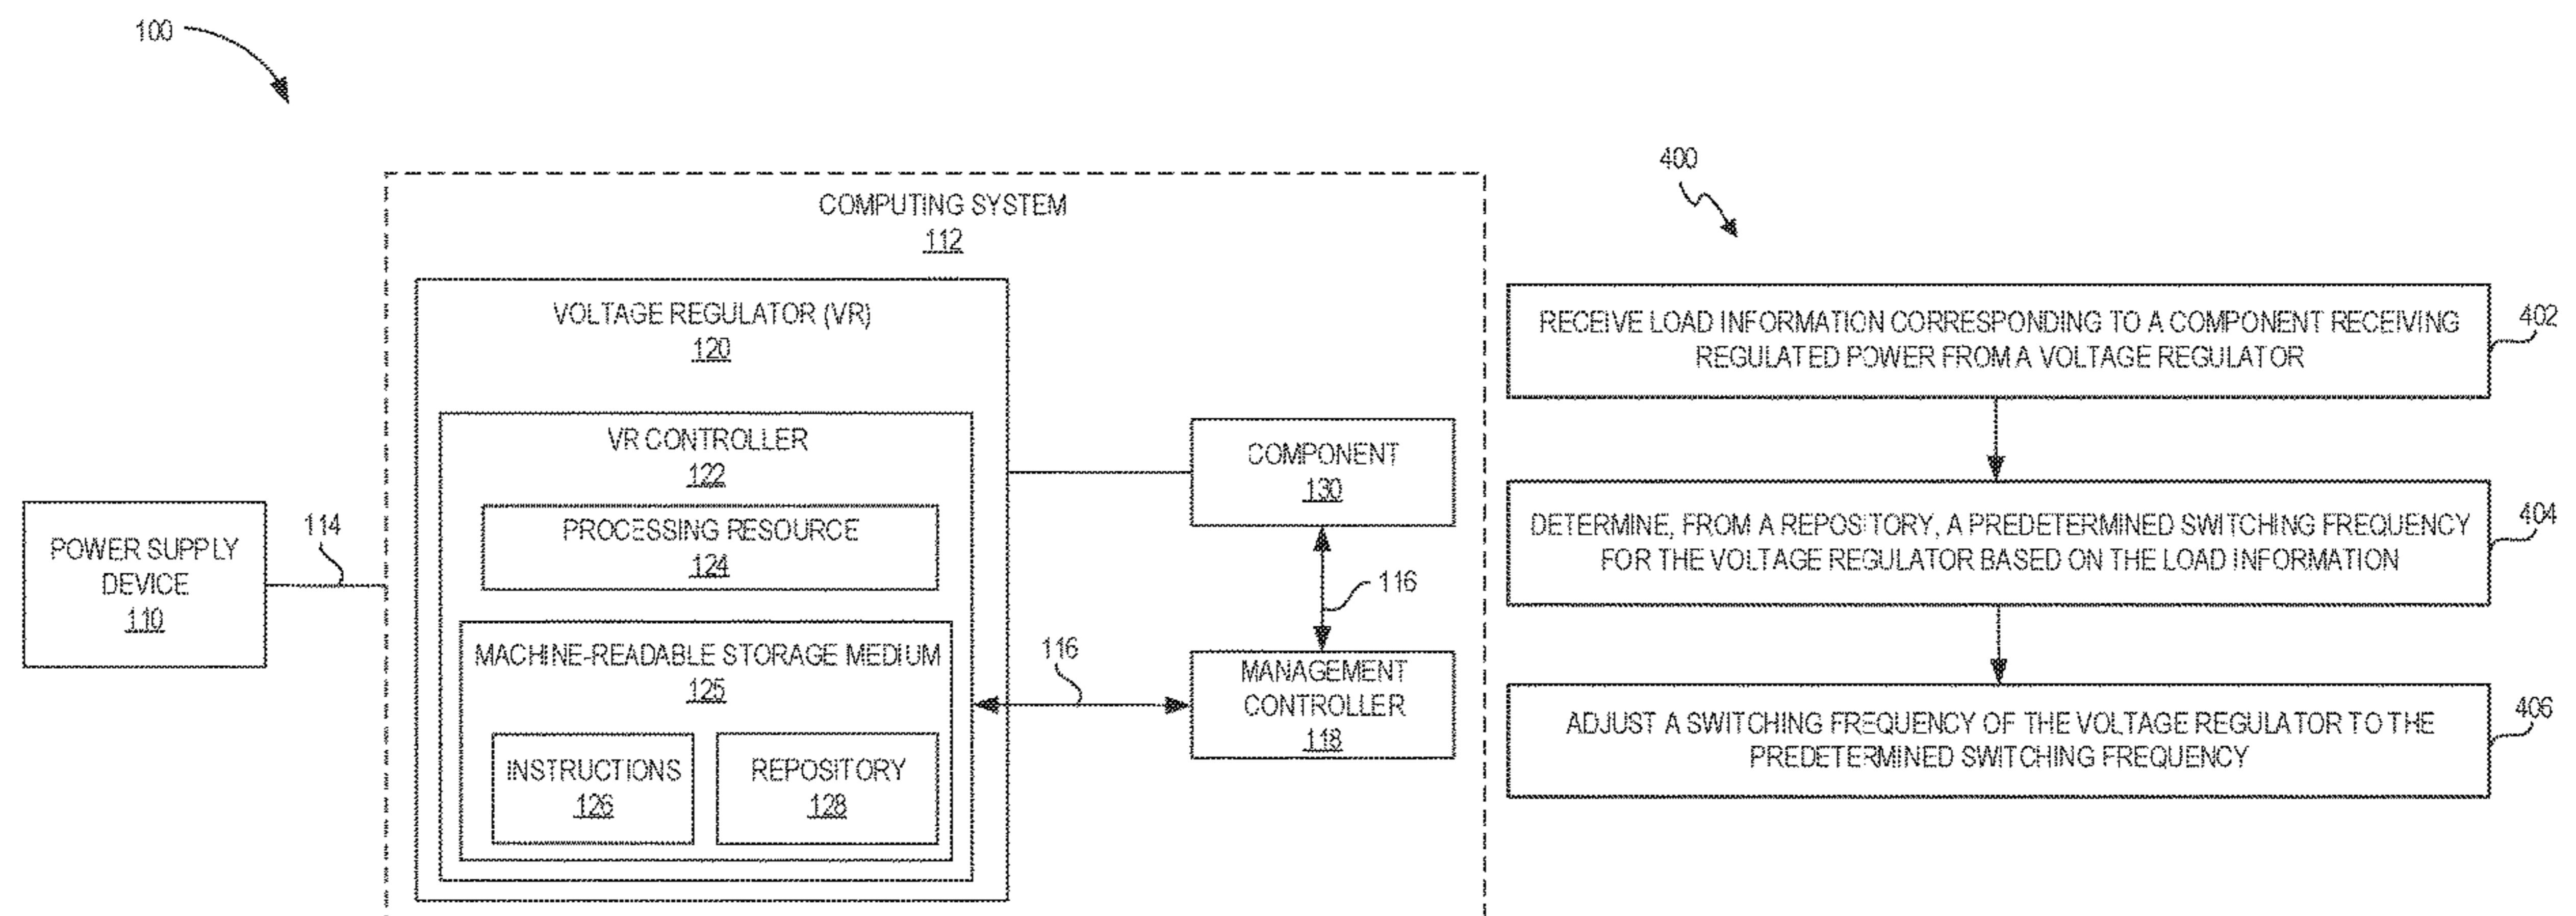 100
COMPUTING SYSTEM
112
VOLTAGE REGULATOR (VR)
120
VR CONTROLLER
122
PROCESSING RESOURCE
124
MACHINE-READABLE STORAGE MEDIUM
125
INSTRUCTIONS
126
REPOSITORY
128
POWER SUPPLY
DEVICE
110
114
COMPONENT
130
116
116
MANAGEMENT
CONTROLLER
118
400
RECEIVE LOAD INFORMATION CORRESPONDING TO A COMPONENT RECEIVING
REGULATED POWER FROM A VOLTAGE REGULATOR
402
DETERMINE, FROM A REPOSITORY, A PREDETERMINED SWITCHING FREQUENCY
FOR THE VOLTAGE REGULATOR BASED ON THE LOAD INFORMATION
404
ADJUST A SWITCHING FREQUENCY OF THE VOLTAGE REGULATOR TO THE
PREDETERMINED SWITCHING FREQUENCY
406